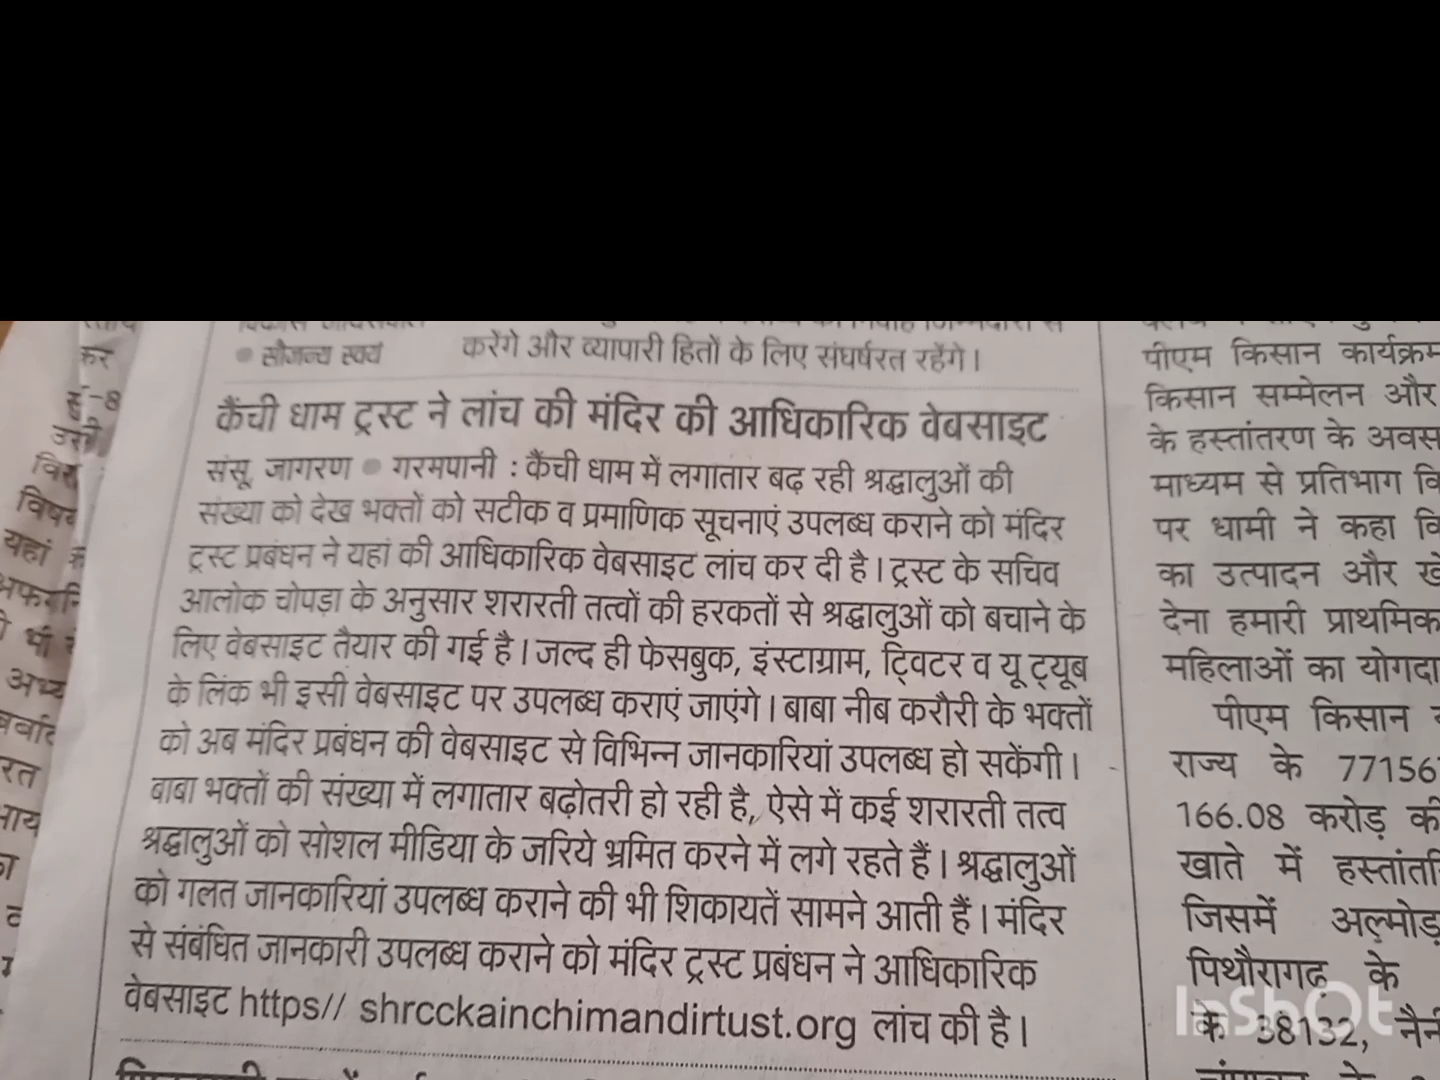 कर
र्इ-8
विष
यहां
भी
अध्य
रत
● सौजन्य स्वयं
करेंगे और व्यापारी हितों के लिए संघर्षरत रहेंगे।
कैंची धाम ट्रस्ट ने लांच की मंदिर की आधिकारिक वेबसाइट
संसू, जागरण ● गरमपानी : कैंची धाम में लगातार बढ़ रही श्रद्धालुओं की
संख्या को देख भक्तों को सटीक व प्रमाणिक सूचनाएं उपलब्ध कराने को मंदिर
ट्रस्ट प्रबंधन ने यहां की आधिकारिक वेबसाइट लांच कर दी है। ट्रस्ट के सचिव
आलोक चोपड़ा के अनुसार शरारती तत्वों की हरकतों से श्रद्धालुओं को बचाने के
लिए वेबसाइट तैयार की गई है। जल्द ही फेसबुक, इंस्टाग्राम, ट्विटर व यू ट्यूब
के लिंक भी इसी वेबसाइट पर उपलब्ध कराएं जाएंगे। बाबा नीब करौरी के भक्तों
को अब मंदिर प्रबंधन की वेबसाइट से विभिन्न जानकारियां उपलब्ध हो सकेंगी।
बाबा भक्तों की संख्या में लगातार बढ़ोतरी हो रही है, ऐसे में कई शरारती तत्व
श्रद्धालुओं को सोशल मीडिया के जरिये भ्रमित करने में लगे रहते हैं। श्रद्धालुओं
को गलत जानकारियां उपलब्ध कराने की भी शिकायतें सामने आती हैं। मंदिर
से संबंधित जानकारी उपलब्ध कराने को मंदिर ट्रस्ट प्रबंधन ने आधिकारिक
वेबसाइट https// shrcckainchimandirtust.org लांच की है।
पीएम किसान कार्यक्रम
किसान सम्मेलन और
के हस्तांतरण के अवस
माध्यम से प्रतिभाग वि
पर धामी ने कहा वि
का उत्पादन और खे
देना हमारी प्राथमिक
महिलाओं का योगदा
पीएम किसान
राज्य के 77156
166.08 करोड़ की
खाते में हस्तांतरि
जिसमें अल्मोड़
पिथौरागढ़ के
के 38132, नैनी
InShOt